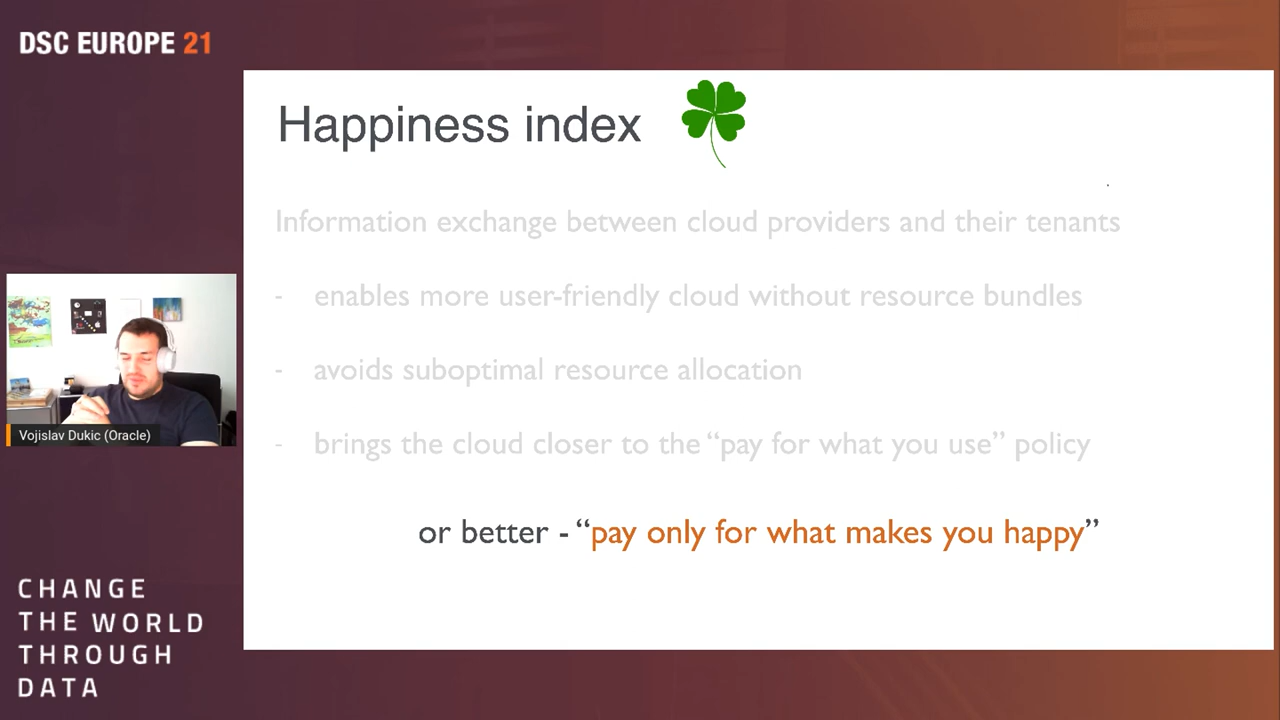 DSC EUROPE 21
Happiness index
Information exchange between cloud providers and their tenants
- enables more user-friendly cloud without resource bundles
- avoids suboptimal resource allocation
- brings the cloud closer to the “pay for what you use” policy
or better - “pay only for what makes you happy”
Vojislav Dukic (Oracle)
CHANGE
THE WORLD
THROUGH
DATA